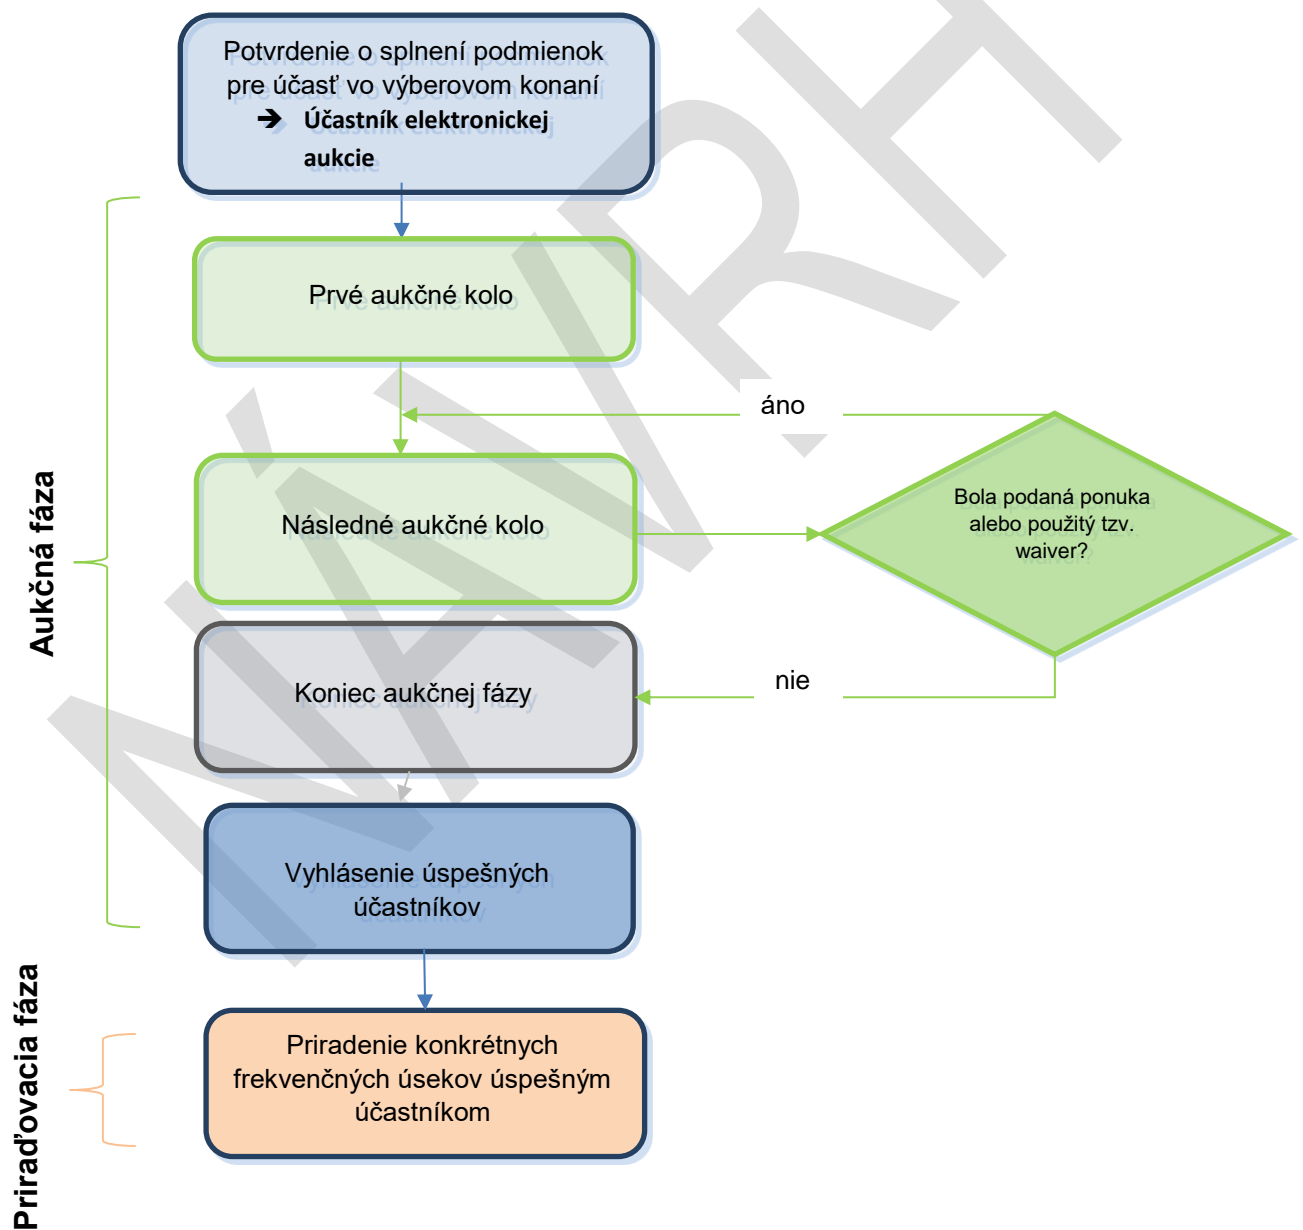 Potvrdenie o splnení podmienok
pre účasť vo výberovom konaní
➔ Účastník elektronickej
aukcie
Prvé aukčné kolo
áno
Následné aukčné kolo
Bola podaná ponuka
alebo použitý tzv.
waiver?
Aukčná fáza
Koniec aukčnej fázy
nie
Vyhlásenie úspešných
účastníkov
Priraďovacia fáza
Priradenie konkrétnych
frekvenčných úsekov úspešným
účastníkom
NÁVRH